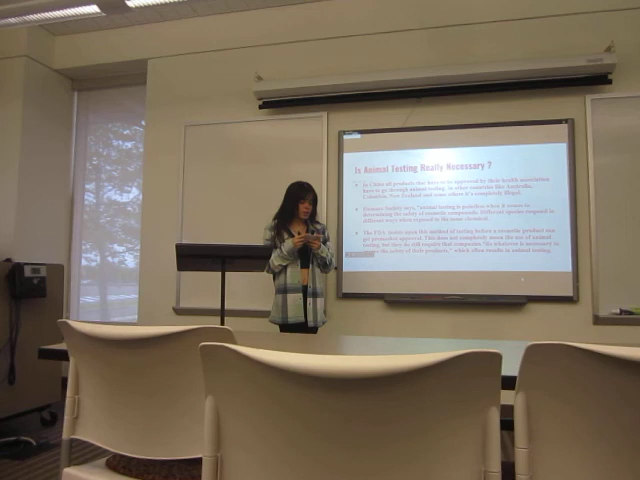 Is Animal Testing Really Necessary ?
In China all products that have to be approved by their health association
have to go through animal testing. In other countries like Australia,
Colombia, New Zealand and some others it's completely illegal.
says, "animal testing is pointless when it comes to
determining the safety of cosmetic compounds. Different species respond in
different ways when exposed to the same chemical.
The FDA insists upon this method of testing before a cosmetic product can
get premarket approval. This does not completely mean the use of animal
testing, but they do still require that companies "do whatever is necessary to
the safety of their products," which often results in animal testing.